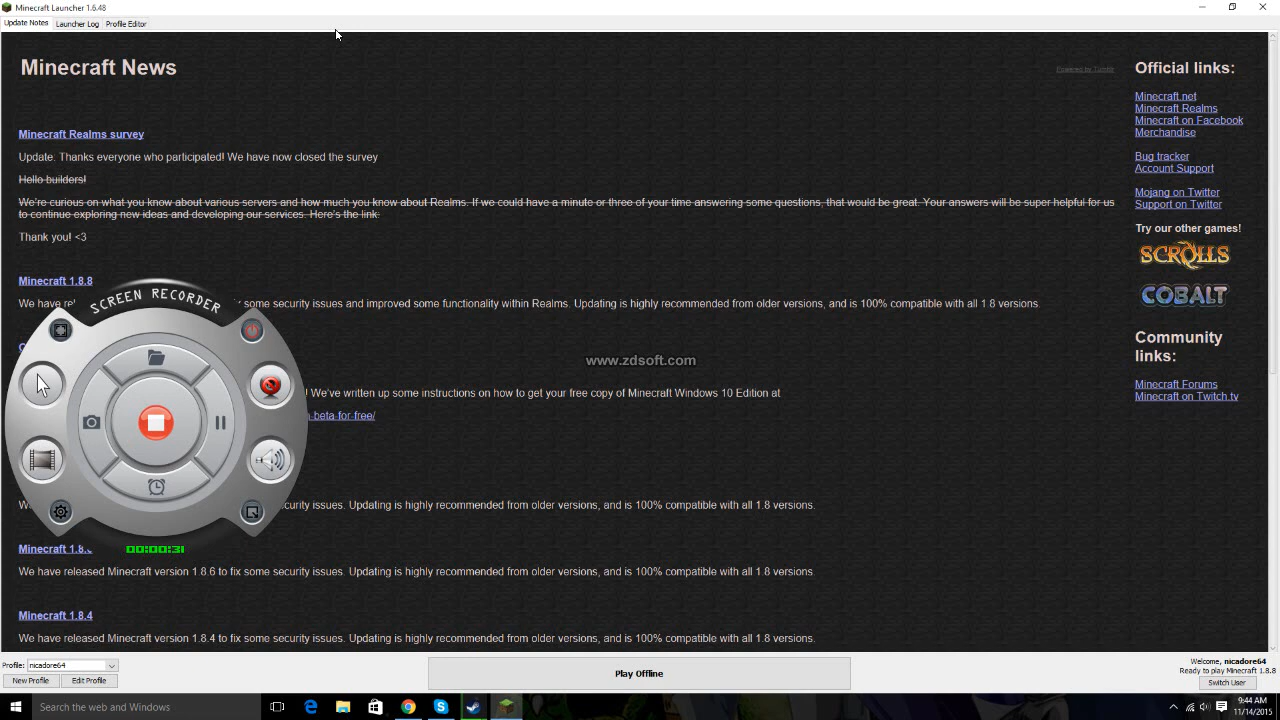 Minecraft Launcher 1.6.48
Update Notes Launcher Log Profile Editor
Minecraft News
Powered by Tumblr
Minecraft Realms survey
Update: Thanks everyone who participated! We have now closed the survey
Hello builders!
We're curious on what you know about various servers and how much you know about Realms. If we could have a minute or three of your time answering some questions, that would be great. Your answers will be super helpful for us
to continue exploring new ideas and developing our services. Here's the link:
Thank you! <3
Minecraft 1.8.8
We have rel
some security issues and improved some functionality within Realms. Updating is highly recommended from older versions, and is 100% compatible with all 1.8 versions.
! We've written up some instructions on how to get your free copy of Minecraft Windows 10 Edition at
-beta-for-free/
curity issues. Updating is highly recommended from older versions, and is 100% compatible with all 1.8 versions.
Minecraft 1.8.
We have released Minecraft version 1.8.6 to fix some security issues. Updating is highly recommended from older versions, and is 100% compatible with all 1.8 versions.
Minecraft 1.8.4
We have released Minecraft version 1.8.4 to fix some security issues. Updating is highly recommended from older versions, and is 100% compatible with all 1.8 versions.
SCREEN RECORDER
00:00:31
www.zdsoft.com
Official links:
Minecraft.net
Minecraft Realms
Minecraft on Facebook
Merchandise
Bug tracker
Account Support
Mojang on Twitter
Support on Twitter
Try our other games!
SCROLLS
COBALT
Community
links:
Minecraft Forums
Minecraft on Twitch.tv
Profile: nicadore64
New Profile Edit Profile
Play Offline
Welcome, nicadore64
Ready to play Minecraft 1.8.8
Switch User
Search the web and Windows
9:44 AM
11/14/2015